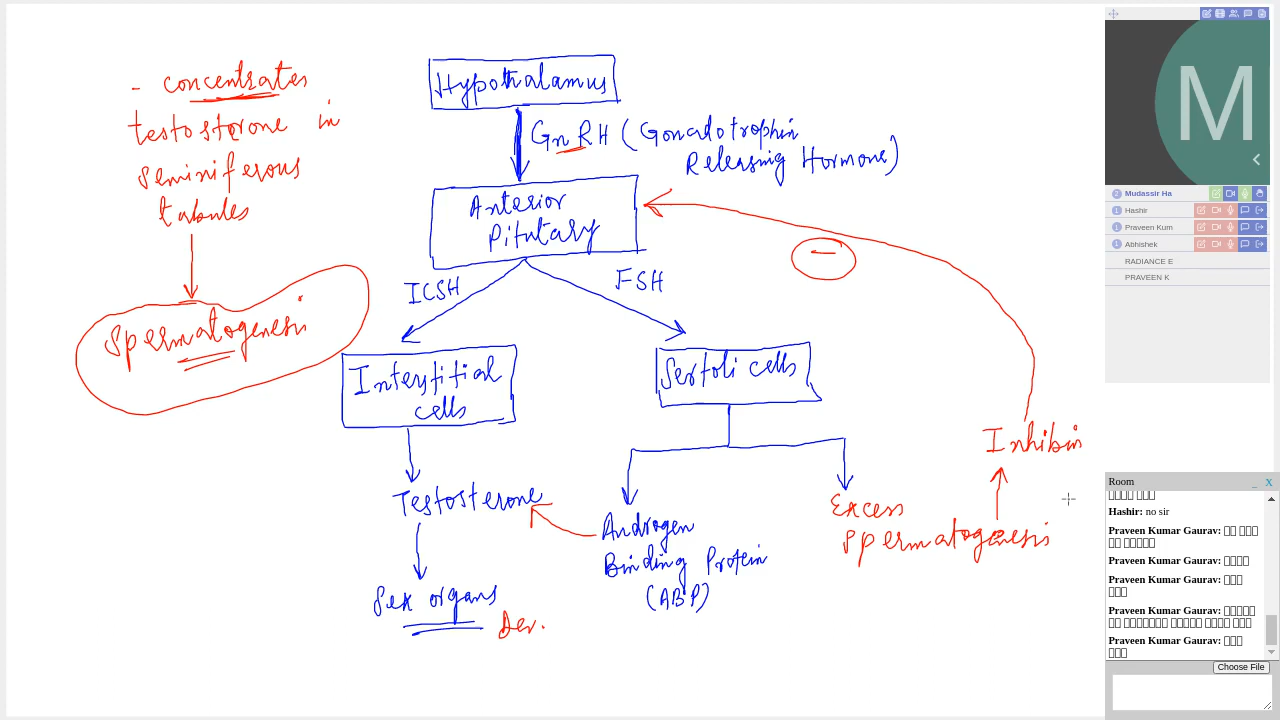 Hypothalamus
GnRH (Gonadotrophin
Releasing Hormone)
Anterior
Pitutary
ICSH
FSH
Interstitial
cells
Sertoli cells
Testosterone
Sex organs
Dev.
Androgen
Binding Protein
(ABP)
Excess
Spermatogenesis
Inhibin
- concentrates
testosterone in
seminiferous
tubules
Spermatogenesis
M
Mudassir Ha
Hashir
Praveen Kum
Abhishek
RADIANCE E
PRAVEEN K
Room
_ X
Hashir: no sir
Praveen Kumar Gaurav:
Praveen Kumar Gaurav:
Praveen Kumar Gaurav:
Praveen Kumar Gaurav:
Praveen Kumar Gaurav:
Choose File